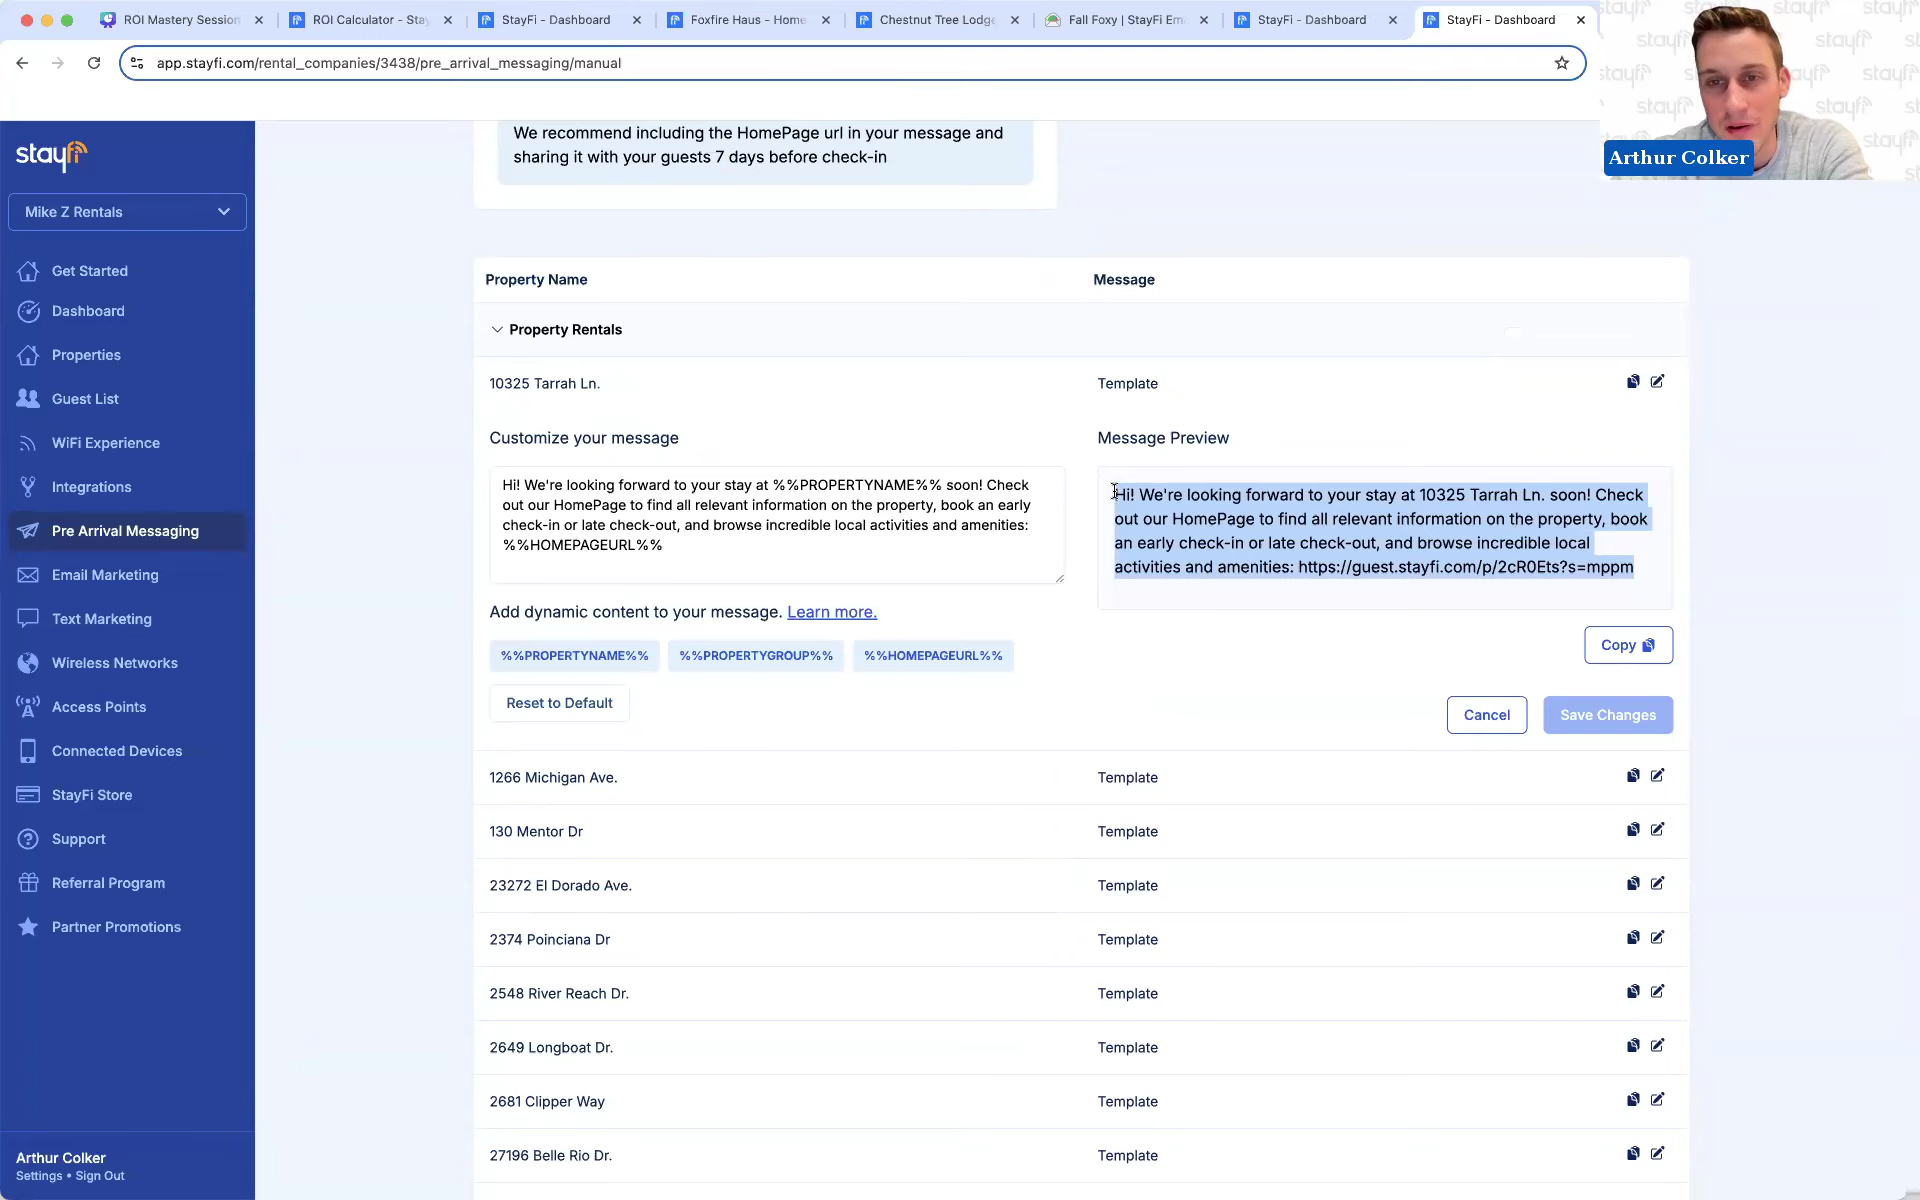 ROI Mastery Session
ROI Calculator - Stay
StayFi - Dashboard
Foxfire Haus - Home
Chestnut Tree Lodge
Fall Foxy | StayFi Em
StayFi - Dashboard
StayFi - Dashboard
app.stayfi.com/rental_companies/3438/pre_arrival_messaging/manual
Arthur Colker
stayfi
Mike Z Rentals
Get Started
Dashboard
Properties
Guest List
WiFi Experience
Integrations
Pre Arrival Messaging
Email Marketing
Text Marketing
Wireless Networks
Access Points
Connected Devices
StayFi Store
Support
Referral Program
Partner Promotions
Arthur Colker
Settings • Sign Out
We recommend including the HomePage url in your message and
sharing it with your guests 7 days before check-in
Property Name Message
Property Rentals
10325 Tarrah Ln. Template
Customize your message
Hi! We're looking forward to your stay at %%PROPERTYNAME%% soon! Check
out our HomePage to find all relevant information on the property, book an early
check-in or late check-out, and browse incredible local activities and amenities:
%%HOMEPAGEURL%%
Add dynamic content to your message. Learn more.
%%PROPERTYNAME%% %%PROPERTYGROUP%% %%HOMEPAGEURL%%
Reset to Default
Message Preview
Hi! We're looking forward to your stay at 10325 Tarrah Ln. soon! Check
out our HomePage to find all relevant information on the property, book
an early check-in or late check-out, and browse incredible local
activities and amenities: https://guest.stayfi.com/p/2cR0Ets?s=mppm
Copy
Cancel Save Changes
1266 Michigan Ave. Template
130 Mentor Dr Template
23272 El Dorado Ave. Template
2374 Poinciana Dr Template
2548 River Reach Dr. Template
2649 Longboat Dr. Template
2681 Clipper Way Template
27196 Belle Rio Dr. Template